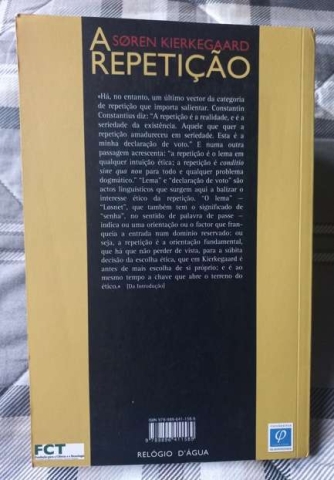 A SØREN KIERKEGAARD
REPETIÇÃO
«Há, no entanto, um último vector da categoria
de repetição que importa salientar. Constantin
Constantius diz: "A repetição é a realidade, e é a
seriedade da existência. Aquele que quer a
repetição amadureceu em seriedade. Esta é a
minha declaração de voto." E numa outra
passagem acrescenta: "a repetição é o lema em
qualquer intuição ética; a repetição é conditio
sine qua non para todo e qualquer problema
dogmático." "Lema" e "declaração de voto" são
actos linguísticos que surgem aqui a balizar o
interesse ético da repetição. "O lema" –
"Losnet", que também tem o significado de
"senha", no sentido de palavra de passe –
indica ou uma orientação ou o factor que fran-
queia a entrada num domínio reservado; ou
seja, a repetição é a orientação fundamental,
que há que não perder de vista, para a súbita
decisão da escolha ética, que em Kierkegaard é
antes de mais escolha de si próprio; e é ao
mesmo tempo a chave que abre o terreno do
ético.» [Da Introdução]
FCT
RELÓGIO D'ÁGUA